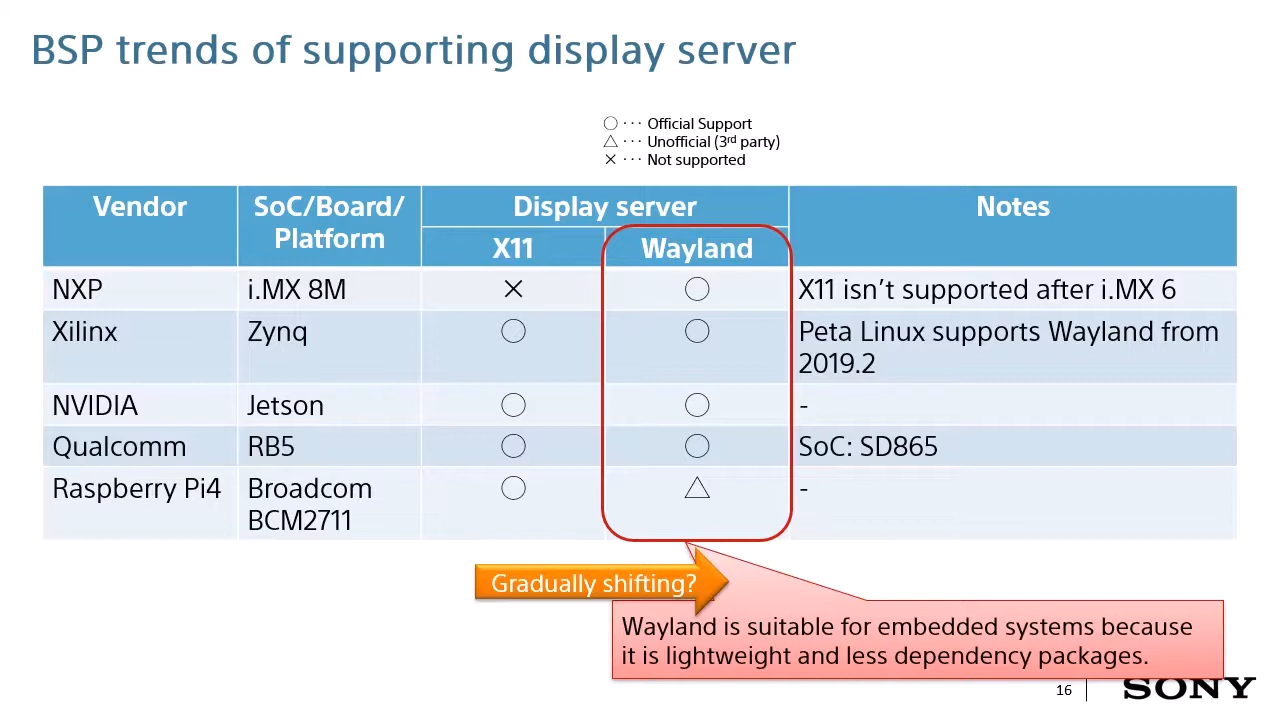 BSP trends of supporting display server
○ ··· Official Support
△ ··· Unofficial (3rd party)
× ··· Not supported
Vendor
SoC/Board/
Platform
Display server
Notes
X11
Wayland
NXP
i.MX 8M
×
○
X11 isn't supported after i.MX 6
Xilinx
Zynq
○
○
Peta Linux supports Wayland from
2019.2
NVIDIA
Jetson
○
○
-
Qualcomm
RB5
○
○
SoC: SD865
Raspberry Pi4
Broadcom
BCM2711
○
△
-
Gradually shifting?
Wayland is suitable for embedded systems because
it is lightweight and less dependency packages.
16
SONY